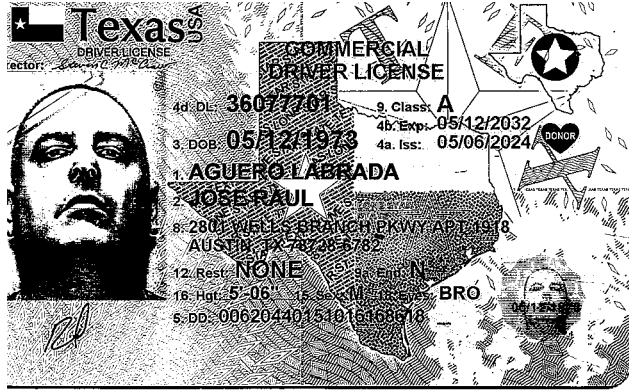 Texas USA
DRIVER LICENSE
COMMERCIAL
DRIVER LICENSE
4d. DL: 36077701 9. Class: A
4b. Exp: 05/12/2032
3. DOB: 05/12/1973 4a. Iss: 05/06/2024
DONOR
1. AGUERO LABRADA
2. JOSE RAUL
8. 2801 WELLS BRANCH PKWY APT 1918
AUSTIN, TX 78728-6782
12. Rest: NONE 9a. End: N
16. Hgt: 5'-06" 15. Sex: M 18. Eyes: BRO
5. DD: 00620440151016168618
05/12/1973